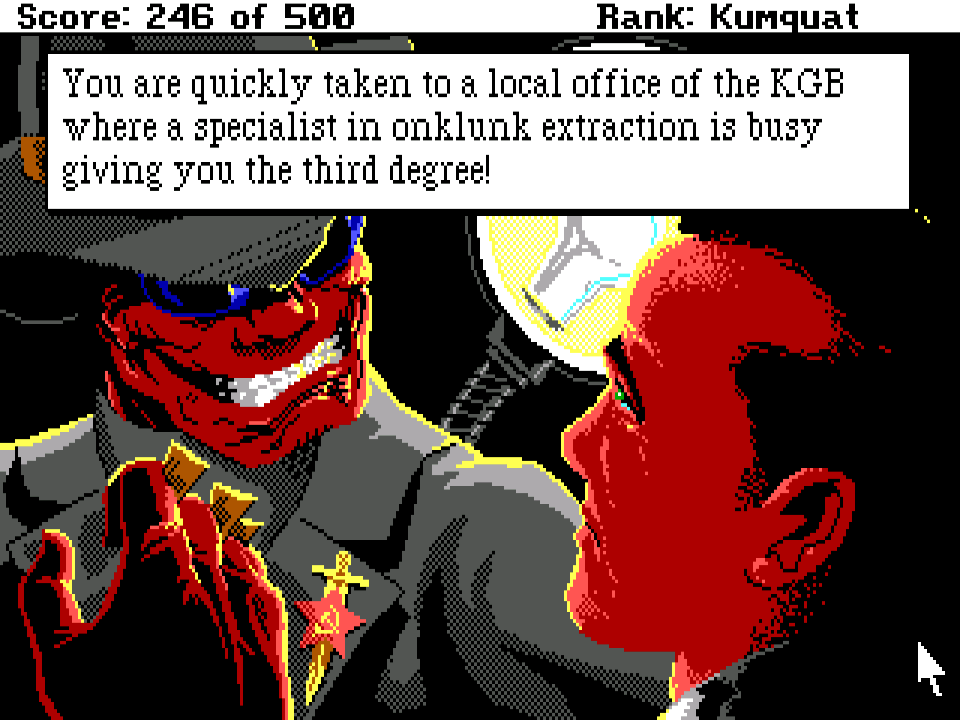 Score: 246 of 500 Rank: Kumquat
You are quickly taken to a local office of the KGB
where a specialist in onklunk extraction is busy
giving you the third degree!